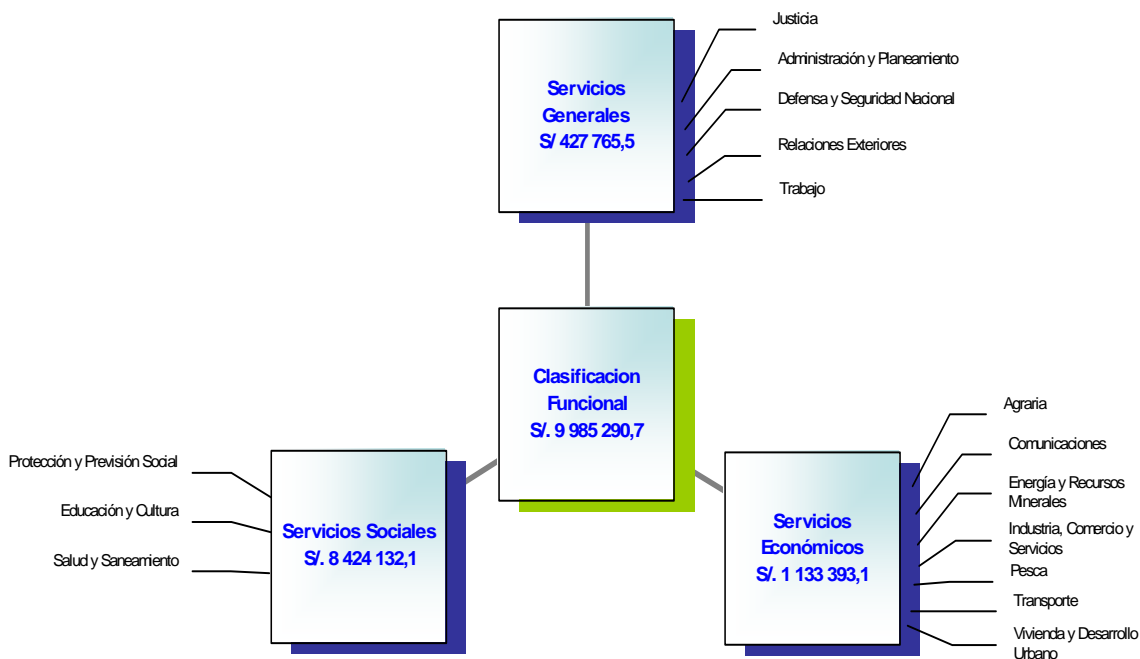 Justicia
Administración y Planeamiento
Defensa y Seguridad Nacional
Relaciones Exteriores
Trabajo
Servicios
Generales
S/ 427 765,5
Clasificacion
Funcional
S/. 9 985 290,7
Protección y Previsión Social
Educación y Cultura
Salud y Saneamiento
Servicios Sociales
S/. 8 424 132,1
Servicios
Económicos
S/. 1 133 393,1
Agraria
Comunicaciones
Energía y Recursos
Minerales
Industria, Comercio y
Servicios
Pesca
Transporte
Vivienda y Desarrollo
Urbano